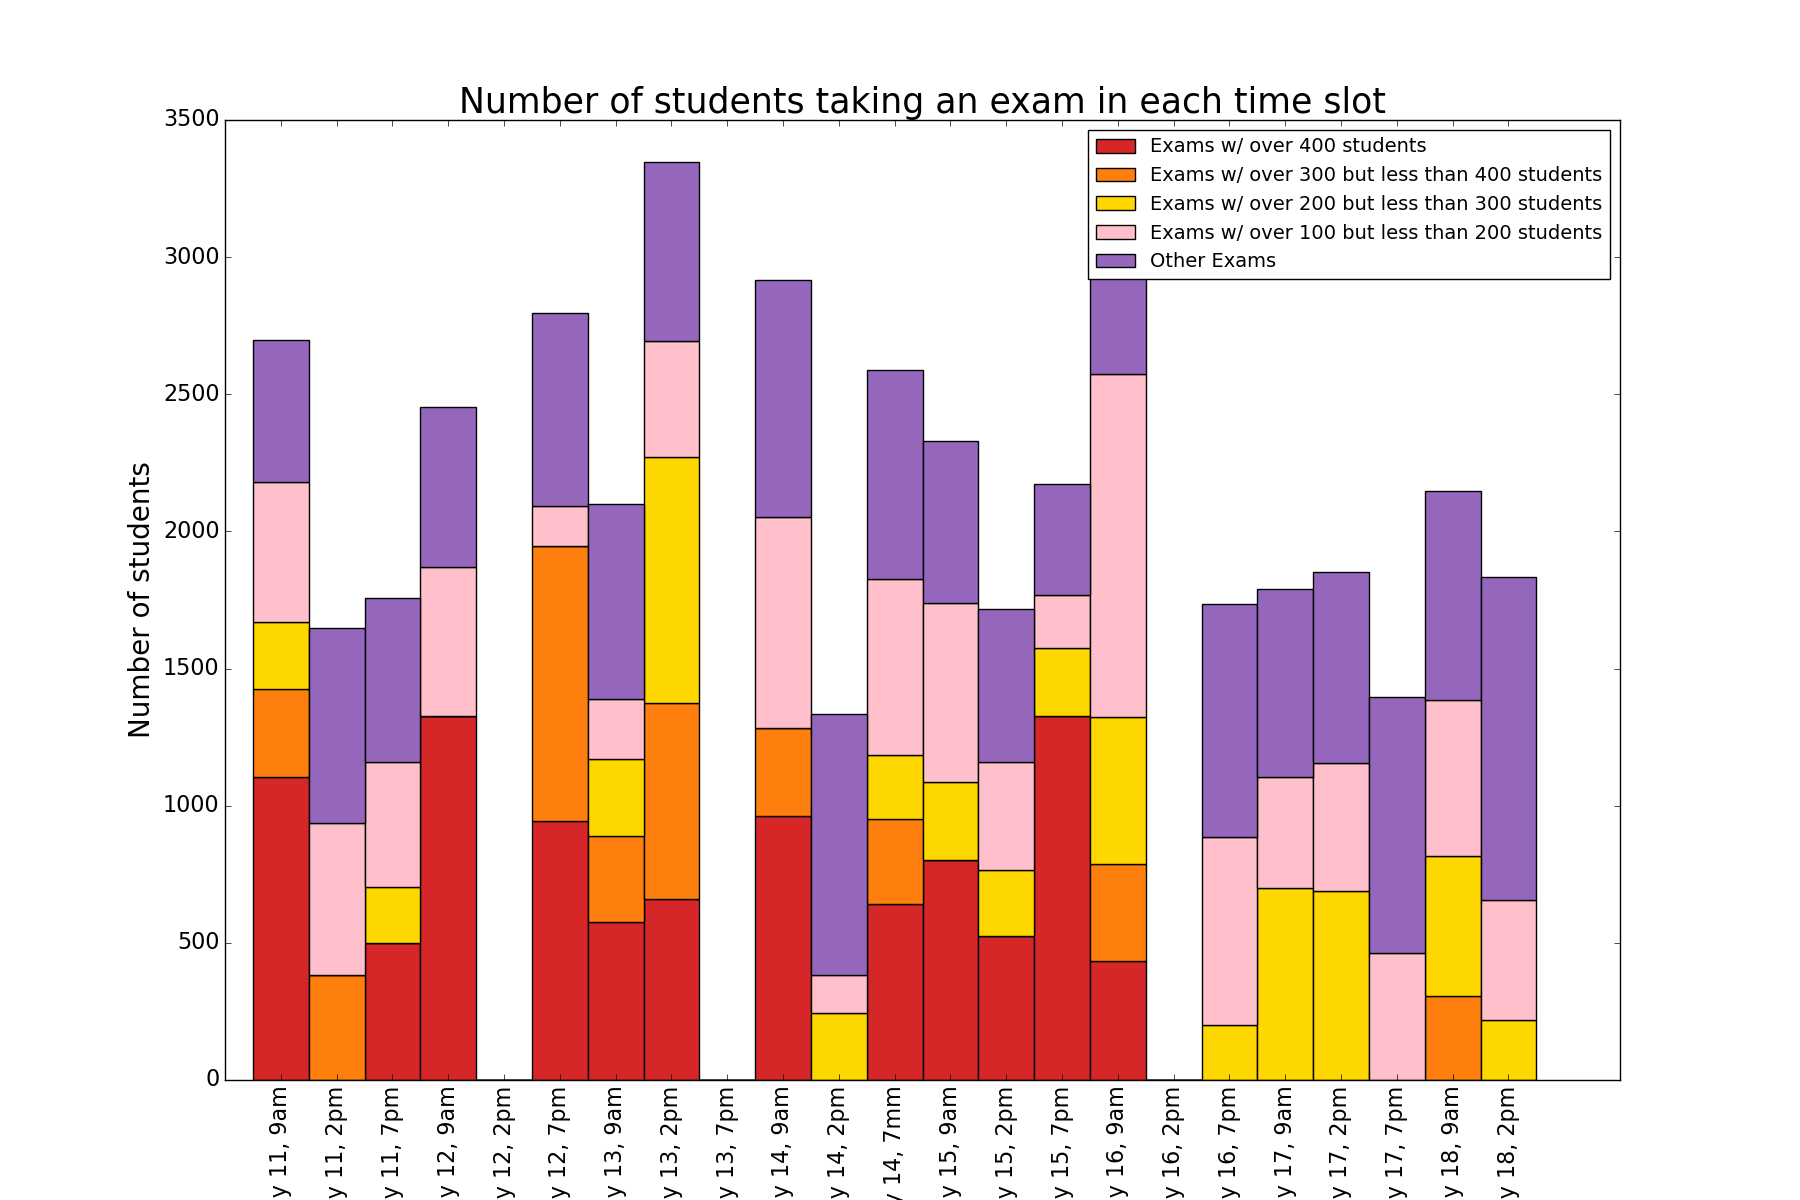 Number of students taking an exam in each time slot
Exams w/ over 400 students
Exams w/ over 300 but less than 400 students
Exams w/ over 200 but less than 300 students
Exams w/ over 100 but less than 200 students
Other Exams
Number of students
3500
3000
2500
2000
1500
1000
500
0
y 11, 9am
y 11, 2pm
y 11, 7pm
y 12, 9am
y 12, 2pm
y 12, 7pm
y 13, 9am
y 13, 2pm
y 13, 7pm
y 14, 9am
y 14, 2pm
y 14, 7mm
y 15, 9am
y 15, 2pm
y 15, 7pm
y 16, 9am
y 16, 2pm
y 16, 7pm
y 17, 9am
y 17, 2pm
y 17, 7pm
y 18, 9am
y 18, 2pm